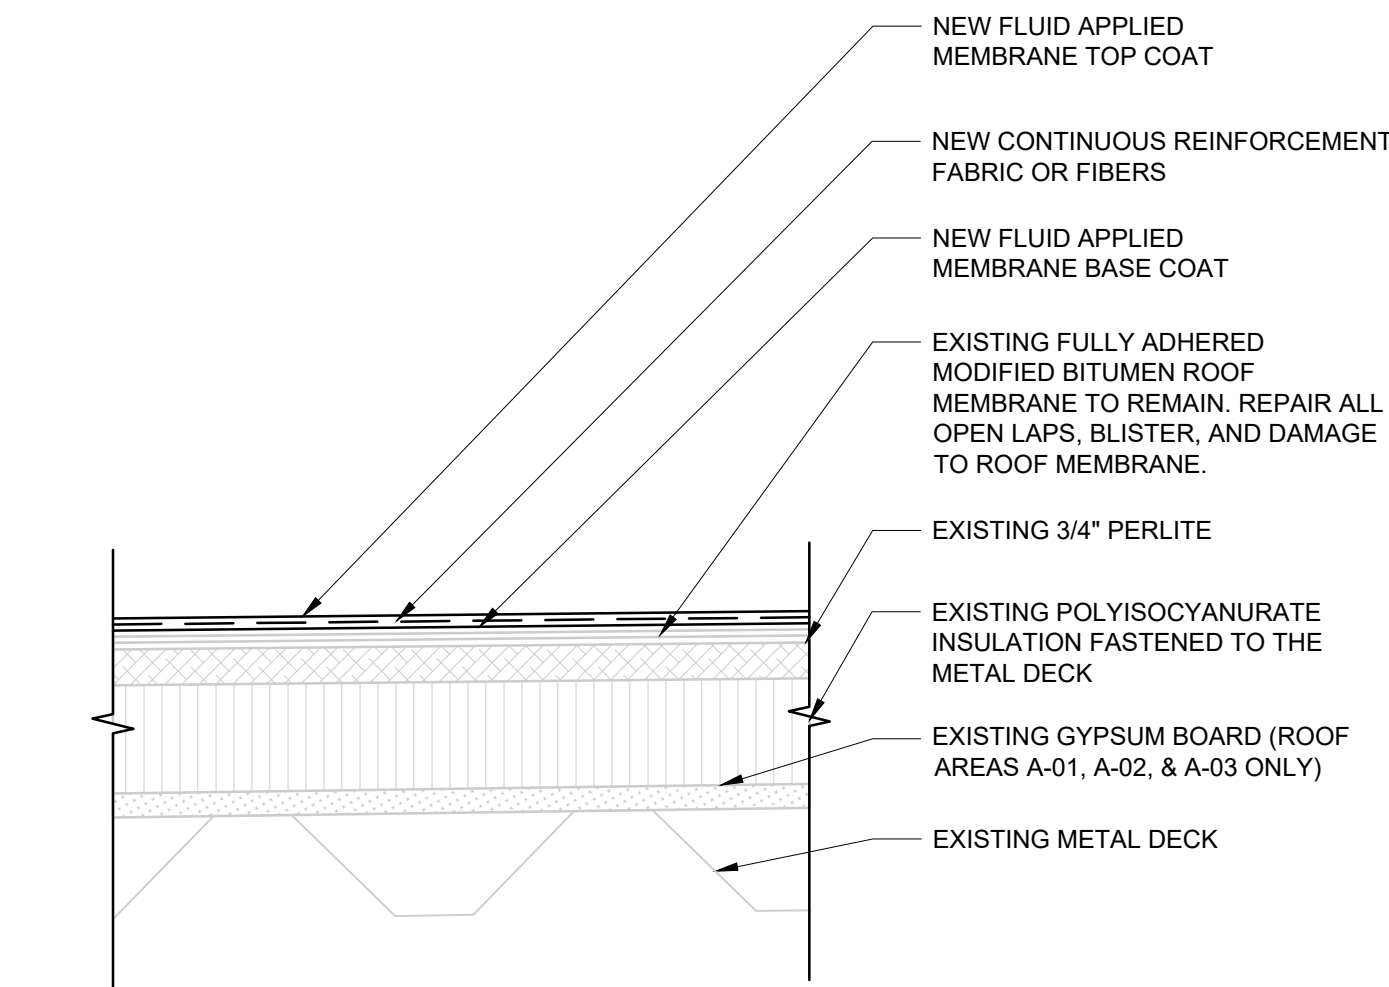 NEW FLUID APPLIED
MEMBRANE TOP COAT
NEW CONTINUOUS REINFORCEMENT
FABRIC OR FIBERS
NEW FLUID APPLIED
MEMBRANE BASE COAT
EXISTING FULLY ADHERED
MODIFIED BITUMEN ROOF
MEMBRANE TO REMAIN. REPAIR ALL
OPEN LAPS, BLISTER, AND DAMAGE
TO ROOF MEMBRANE.
EXISTING 3/4" PERLITE
EXISTING POLYISOCYANURATE
INSULATION FASTENED TO THE
METAL DECK
EXISTING GYPSUM BOARD (ROOF
AREAS A-01, A-02, & A-03 ONLY)
EXISTING METAL DECK